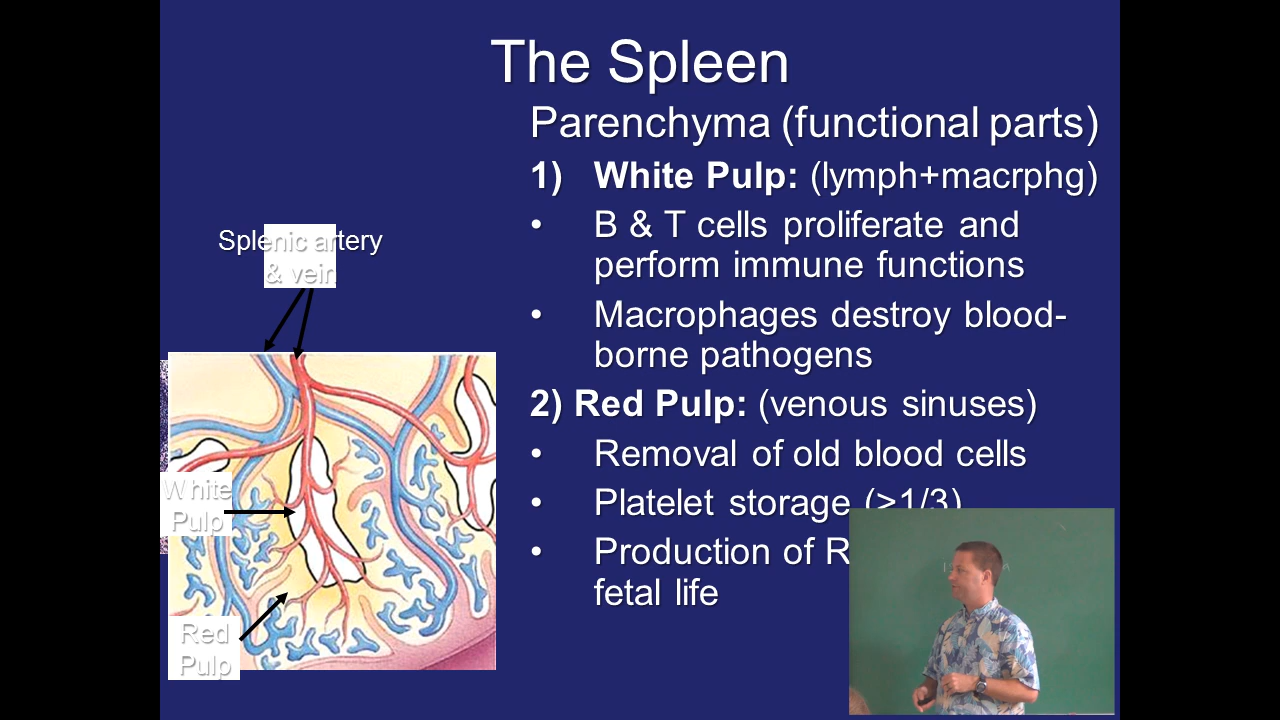 The Spleen
Parenchyma (functional parts)
1) White Pulp: (lymph+macrphg)
• B & T cells proliferate and
perform immune functions
• Macrophages destroy blood-
borne pathogens
2) Red Pulp: (venous sinuses)
• Removal of old blood cells
• Platelet storage (>1/3)
• Production of R
fetal life
Splenic artery
& vein
White
Pulp
Red
Pulp